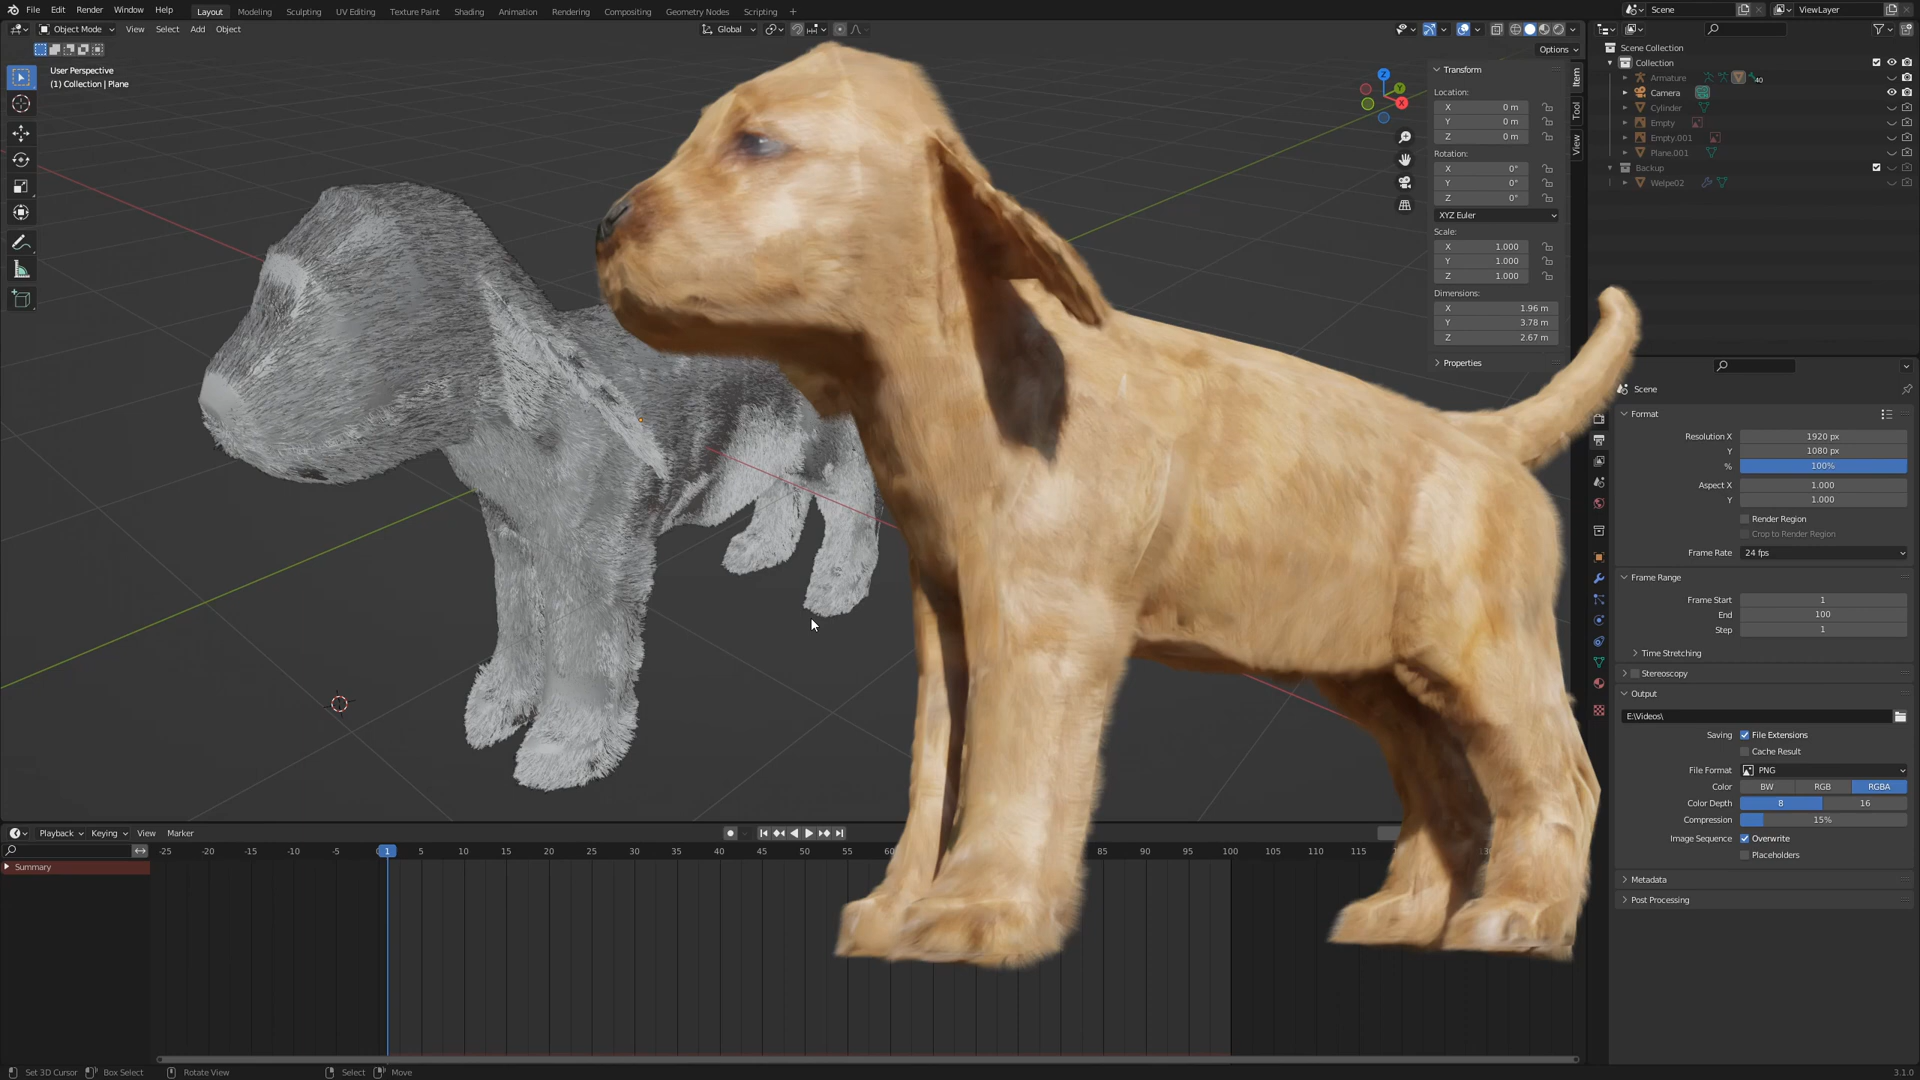 File Edit Render Window Help Layout Modeling Sculpting UV Editing Texture Paint Shading Animation Rendering Compositing Geometry Nodes Scripting + Scene ViewLayer
Object Mode View Select Add Object Global
Options
User Perspective
(1) Collection | Plane
Z
Y
X
Transform
Location:
X 0 m
Y 0 m
Z 0 m
Rotation:
X 0°
Y 0°
Z 0°
XYZ Euler
Scale:
X 1.000
Y 1.000
Z 1.000
Dimensions:
X 1.96 m
Y 3.78 m
Z 2.67 m
Properties
Item
Tool
View
Scene Collection
Collection
Armature 40
Camera
Cylinder
Empty
Empty.001
Plane.001
Backup
Welpe02
Scene
Format
Resolution X 1920 px
Y 1080 px
% 100%
Aspect X 1.000
Y 1.000
Render Region
Crop to Render Region
Frame Rate 24 fps
Frame Range
Frame Start 1
End 100
Step 1
Time Stretching
Stereoscopy
Output
E:\Videos\
Saving File Extensions
Cache Result
File Format PNG
Color BW RGB RGBA
Color Depth 8 16
Compression 15%
Image Sequence Overwrite
Placeholders
Metadata
Post Processing
Playback Keying View Marker
-25 -20 -15 -10 -5 1 5 10 15 20 25 30 35 40 45 50 55 85 90 95 100 105 110 115
Summary
Set 3D Cursor Box Select Rotate View Select Move 3.1.0